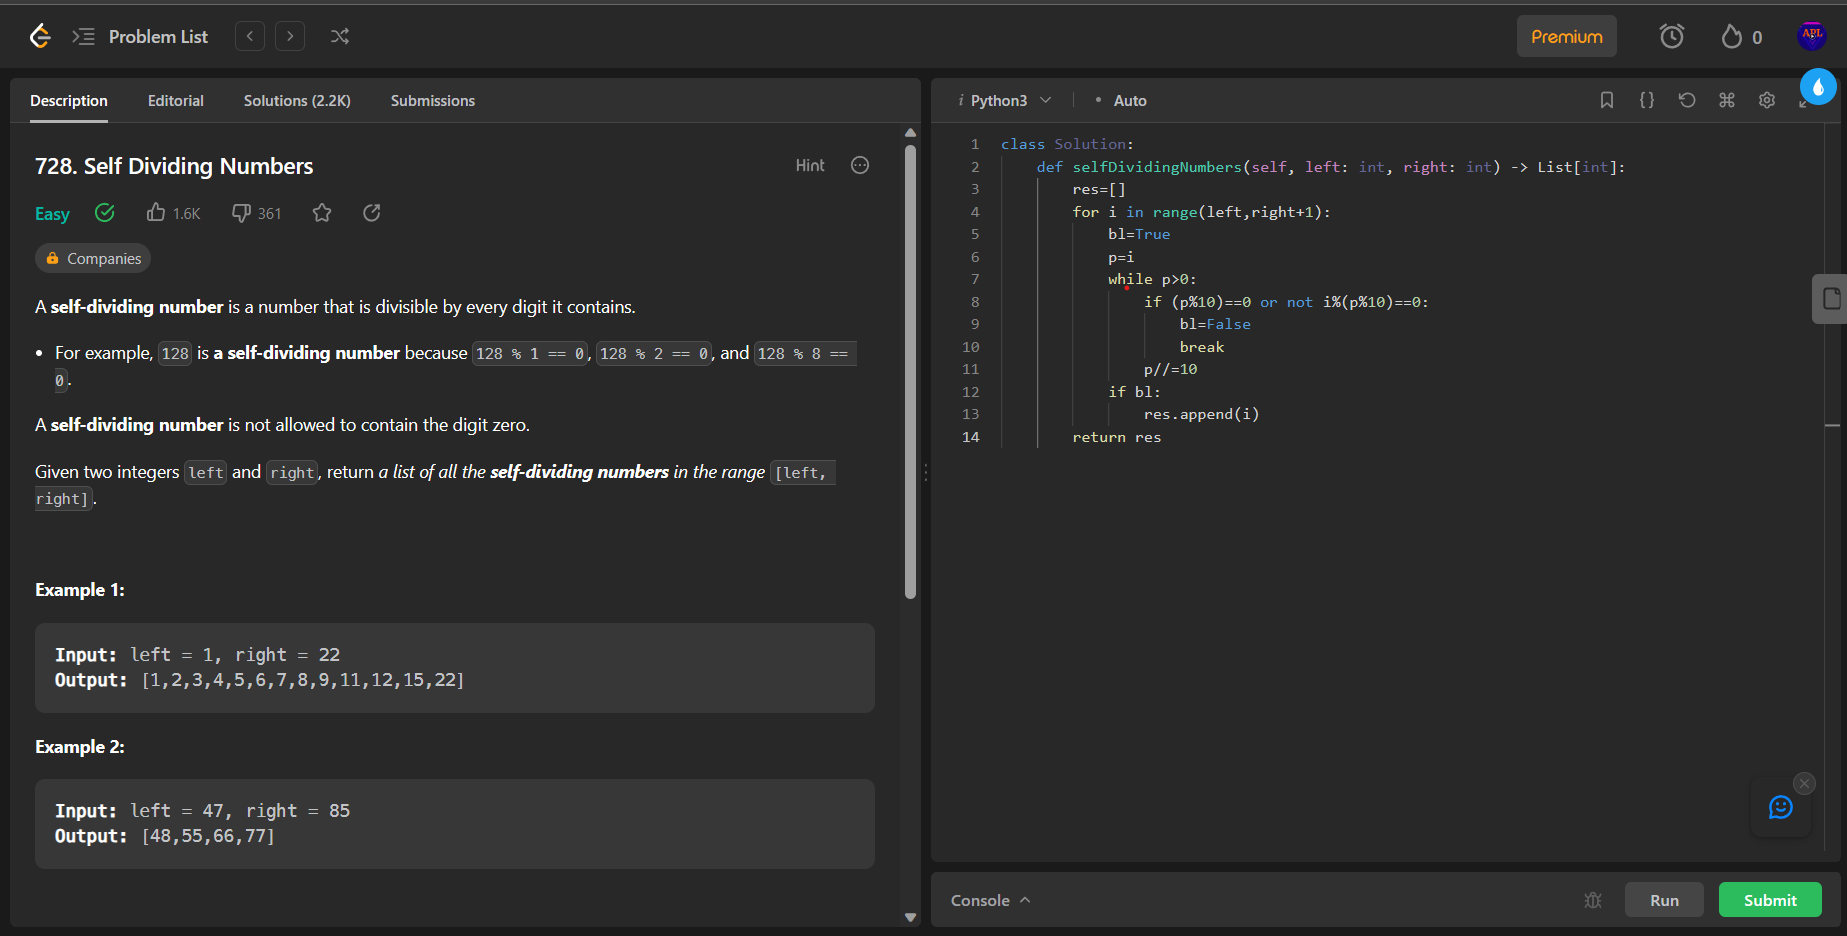 Problem List
Premium
0
APL
Description Editorial Solutions (2.2K) Submissions
728. Self Dividing Numbers
Hint
Easy 1.6K 361
Companies
A self-dividing number is a number that is divisible by every digit it contains.
• For example, 128 is a self-dividing number because 128 % 1 == 0, 128 % 2 == 0, and 128 % 8 ==
0.
A self-dividing number is not allowed to contain the digit zero.
Given two integers left and right, return a list of all the self-dividing numbers in the range [left,
right].
Example 1:
Input: left = 1, right = 22
Output: [1,2,3,4,5,6,7,8,9,11,12,15,22]
Example 2:
Input: left = 47, right = 85
Output: [48,55,66,77]
i Python3 • Auto
1 class Solution:
2     def selfDividingNumbers(self, left: int, right: int) -> List[int]:
3         res=[]
4         for i in range(left,right+1):
5             bl=True
6             p=i
7             while p>0:
8                 if (p%10)==0 or not i%(p%10)==0:
9                     bl=False
10                     break
11                 p//=10
12             if bl:
13                 res.append(i)
14         return res
Console
Run
Submit